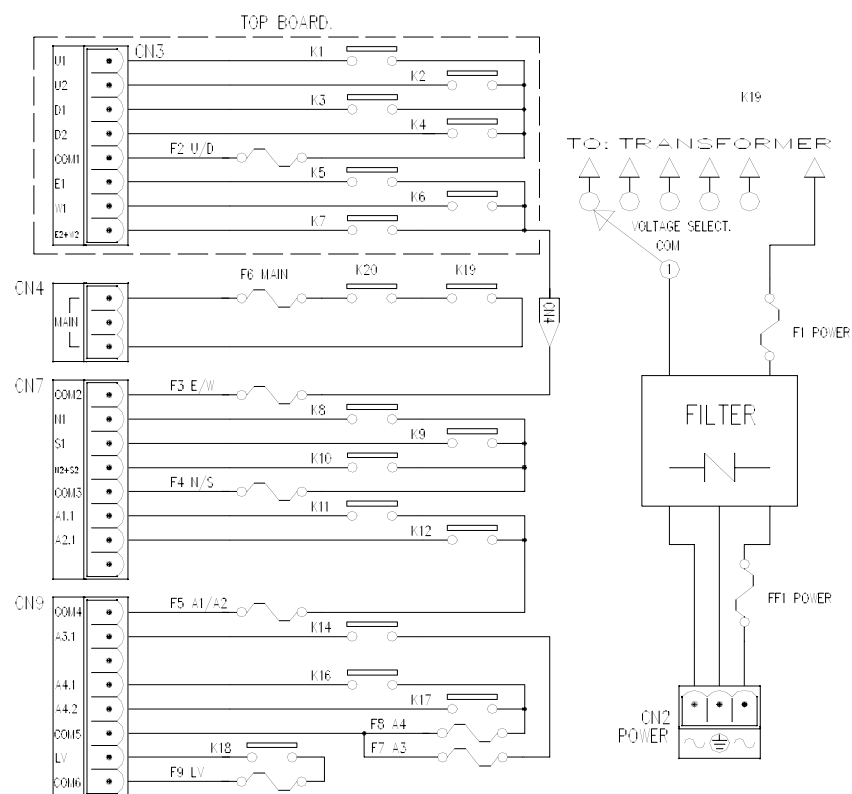 TOP BOARD.
CN3
U1
K1
U2
K2
D1
K3
D2
K4
COM1
F2 U/D
E1
K5
W1
K6
E2+W2
K7
K19
TO: TRANSFORMER
VOLTAGE SELECT.
COM
1
F1 POWER
CN4
MAIN
F6 MAIN
K20
K19
CN4
CN7
COM2
F3 E/W
N1
K8
S1
K9
N2+S2
K10
COM3
F4 N/S
A1.1
K11
A2.1
K12
FILTER
FF1 POWER
CN9
COM4
F5 A1/A2
A3.1
K14
A4.1
K16
A4.2
K17
COM5
F8 A4
F7 A3
LV
K18
COM6
F9 LV
CN2
POWER